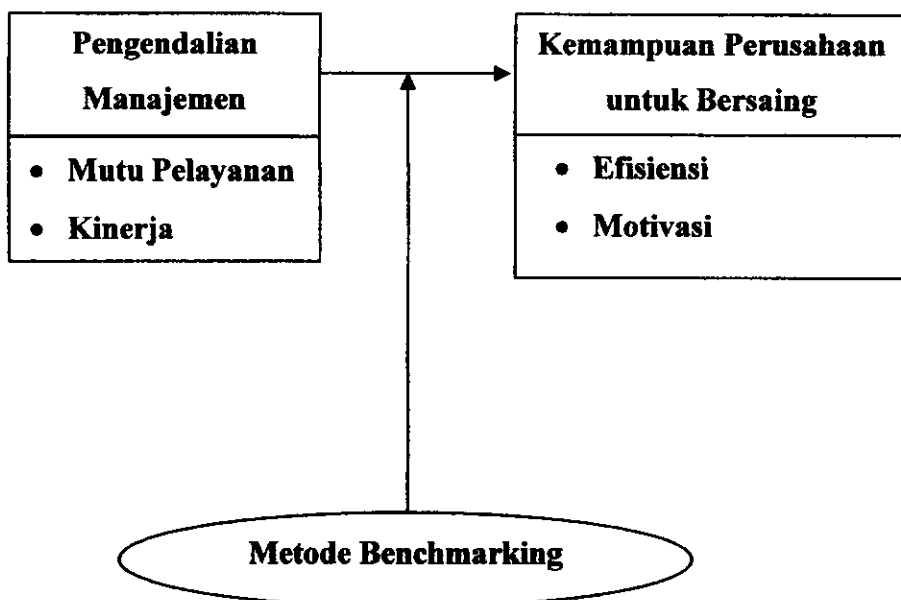 Pengendalian
Manajemen
• Mutu Pelayanan
• Kinerja
Kemampuan Perusahaan
untuk Bersaing
• Efisiensi
• Motivasi
Metode Benchmarking